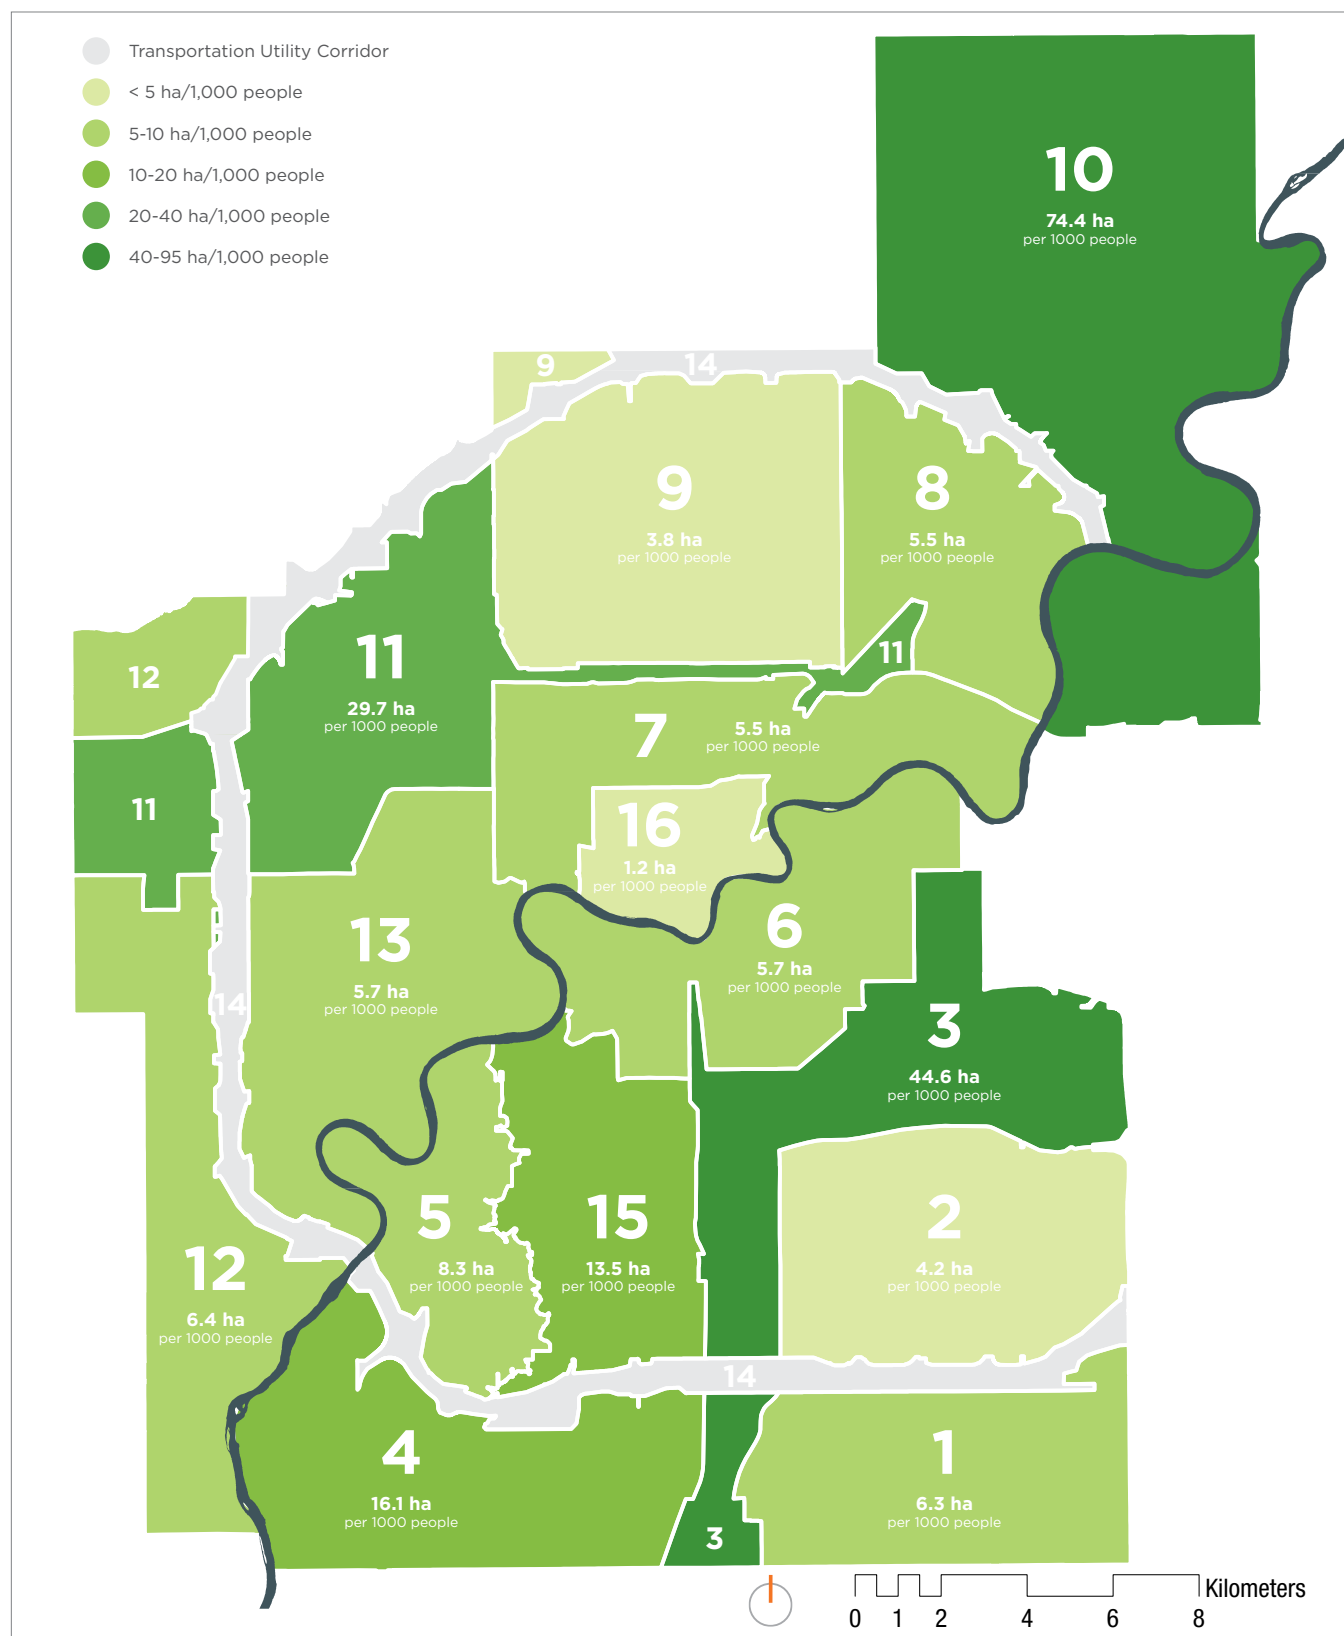 Transportation Utility Corridor
< 5 ha/1,000 people
5-10 ha/1,000 people
10-20 ha/1,000 people
20-40 ha/1,000 people
40-95 ha/1,000 people
10
74.4 ha
per 1000 people
9
14
9
3.8 ha
per 1000 people
8
5.5 ha
per 1000 people
11
29.7 ha
per 1000 people
11
12
7
5.5 ha
per 1000 people
11
16
1.2 ha
per 1000 people
13
5.7 ha
per 1000 people
6
5.7 ha
per 1000 people
14
3
44.6 ha
per 1000 people
5
8.3 ha
per 1000 people
15
13.5 ha
per 1000 people
2
4.2 ha
per 1000 people
12
6.4 ha
per 1000 people
14
4
16.1 ha
per 1000 people
1
6.3 ha
per 1000 people
3
Kilometers
0 1 2 4 6 8